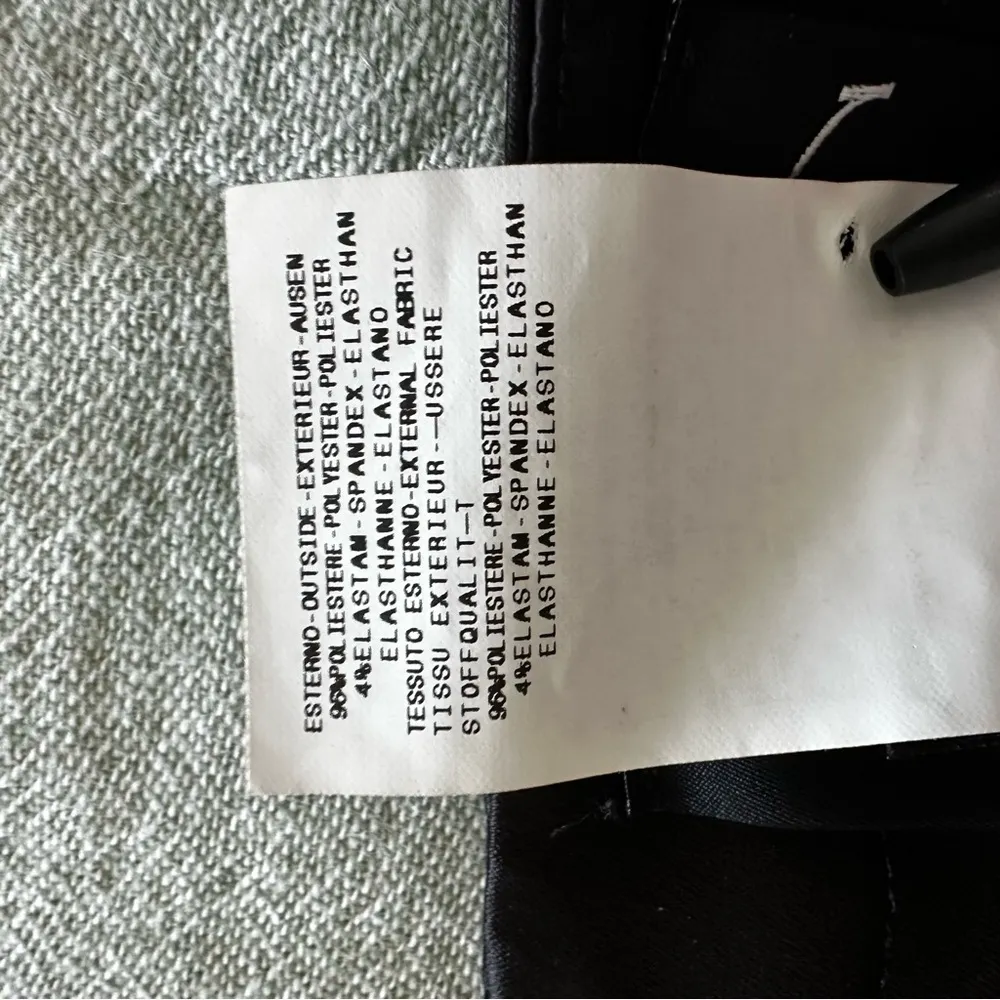 ESTERNO-OUTSIDE-EXTERIEUR-AUSEN
96%POLIESTERE-POLYESTER-POLIESTER
4%ELASTAM-SPANDEX-ELASTHAN
ELASTHANNE-ELASTANO
TESSUTO ESTERNO-EXTERNAL FABRIC
TISSU EXTERIEUR--USSERE
STOFFQUALIT-T
96%POLIESTERE-POLYESTER-POLIESTER
4%ELASTAM-SPANDEX-ELASTHAN
ELASTHANNE-ELASTANO